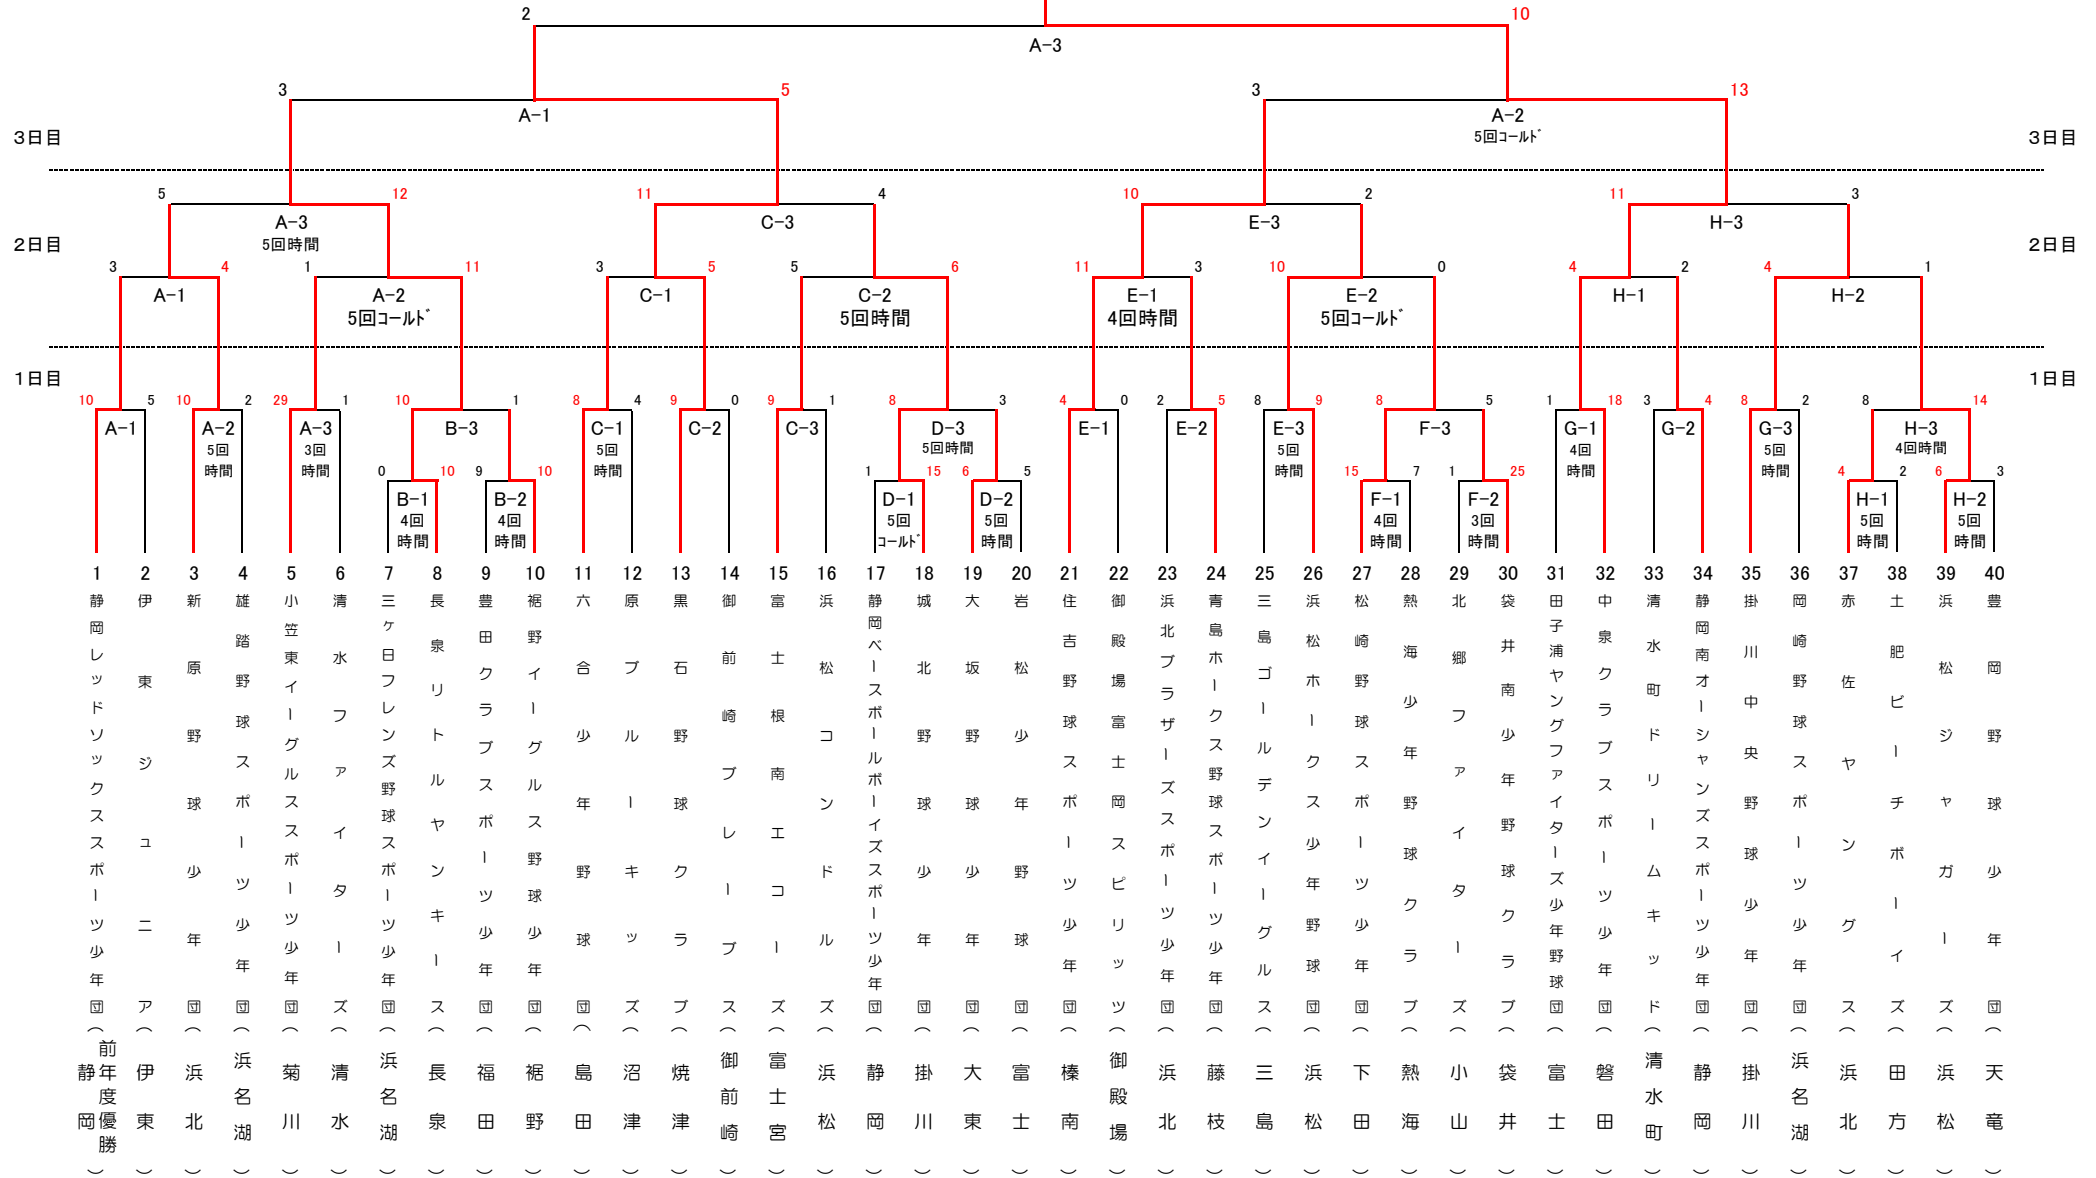 2 10
A-3
3 5 3 13
A-1 A-2
5回ｺｰﾙﾄﾞ
3日目 3日目
5 12 11 4 10 2 11 3
A-3 C-3 E-3 H-3
5回時間
2日目 2日目
3 4 1 11 3 5 5 6 11 3 10 0 4 2 4 1
A-1 A-2 C-1 C-2 E-1 E-2 H-1 H-2
5回ｺｰﾙﾄﾞ 5回時間 4回時間 5回ｺｰﾙﾄﾞ
1日目 1日目
10 5 10 2 29 1 10 1 8 4 9 0 9 1 8 3 4 0 2 5 8 9 8 5 1 18 3 4 8 2 8 14
A-1 A-2 A-3 B-3 C-1 C-2 C-3 D-3 E-1 E-2 E-3 F-3 G-1 G-2 G-3 H-3
5回 3回 5回 5回時間 5回 4回 5回 4回時間
時間 時間 時間 時間 時間 時間
0 10 9 10 1 15 6 5 15 7 1 25 4 2 6 3
B-1 B-2 D-1 D-2 F-1 F-2 H-1 H-2
4回 4回 5回 5回 4回 3回 5回 5回
時間 時間 ｺｰﾙﾄﾞ 時間 時間 時間 時間 時間
1 静岡レッドソックススポーツ少年団(前年度優勝 静岡)
2 伊東ジュニア(伊東)
3 新原野球少年団(浜北)
4 雄踏野球スポーツ少年団(浜名湖)
5 小笠東イーグルススポーツ少年団(菊川)
6 清水ファイターズ(清水)
7 三ヶ日フレンズ野球スポーツ少年団(浜名湖)
8 長泉リトルヤンキース(長泉)
9 豊田クラブスポーツ少年団(福田)
10 裾野イーグルス野球少年団(裾野)
11 六合少年野球団(島田)
12 原ブルーキッズ(沼津)
13 黒石野球クラブ(焼津)
14 御前崎ブレーブス(御前崎)
15 富士根南エコーズ(富士宮)
16 浜松コンドルズ(浜松)
17 静岡ベースボールボーイズスポーツ少年団(静岡)
18 城北野球少年団(掛川)
19 大坂野球少年団(大東)
20 岩松少年野球団(富士)
21 住吉野球スポーツ少年団(榛南)
22 御殿場富士岡スピリッツ(御殿場)
23 浜北ブラザーズスポーツ少年団(浜北)
24 青島ホークス野球スポーツ少年団(藤枝)
25 三島ゴールデンイーグルス(三島)
26 浜松ホークス少年野球団(浜松)
27 松崎野球スポーツ少年団(下田)
28 熱海少年野球クラブ(熱海)
29 北郷ファイターズ(小山)
30 袋井南少年野球クラブ(袋井)
31 田子浦ヤングファイターズ少年野球団(富士)
32 中泉クラブスポーツ少年団(磐田)
33 清水町ドリームキッド(清水町)
34 静岡南オーシャンズスポーツ少年団(静岡)
35 掛川中央野球少年団(掛川)
36 岡崎野球スポーツ少年団(浜名湖)
37 赤佐ヤングス(浜北)
38 土肥ビーチボーイズ(田方)
39 浜松ジャガーズ(浜松)
40 豊岡野球少年団(天竜)